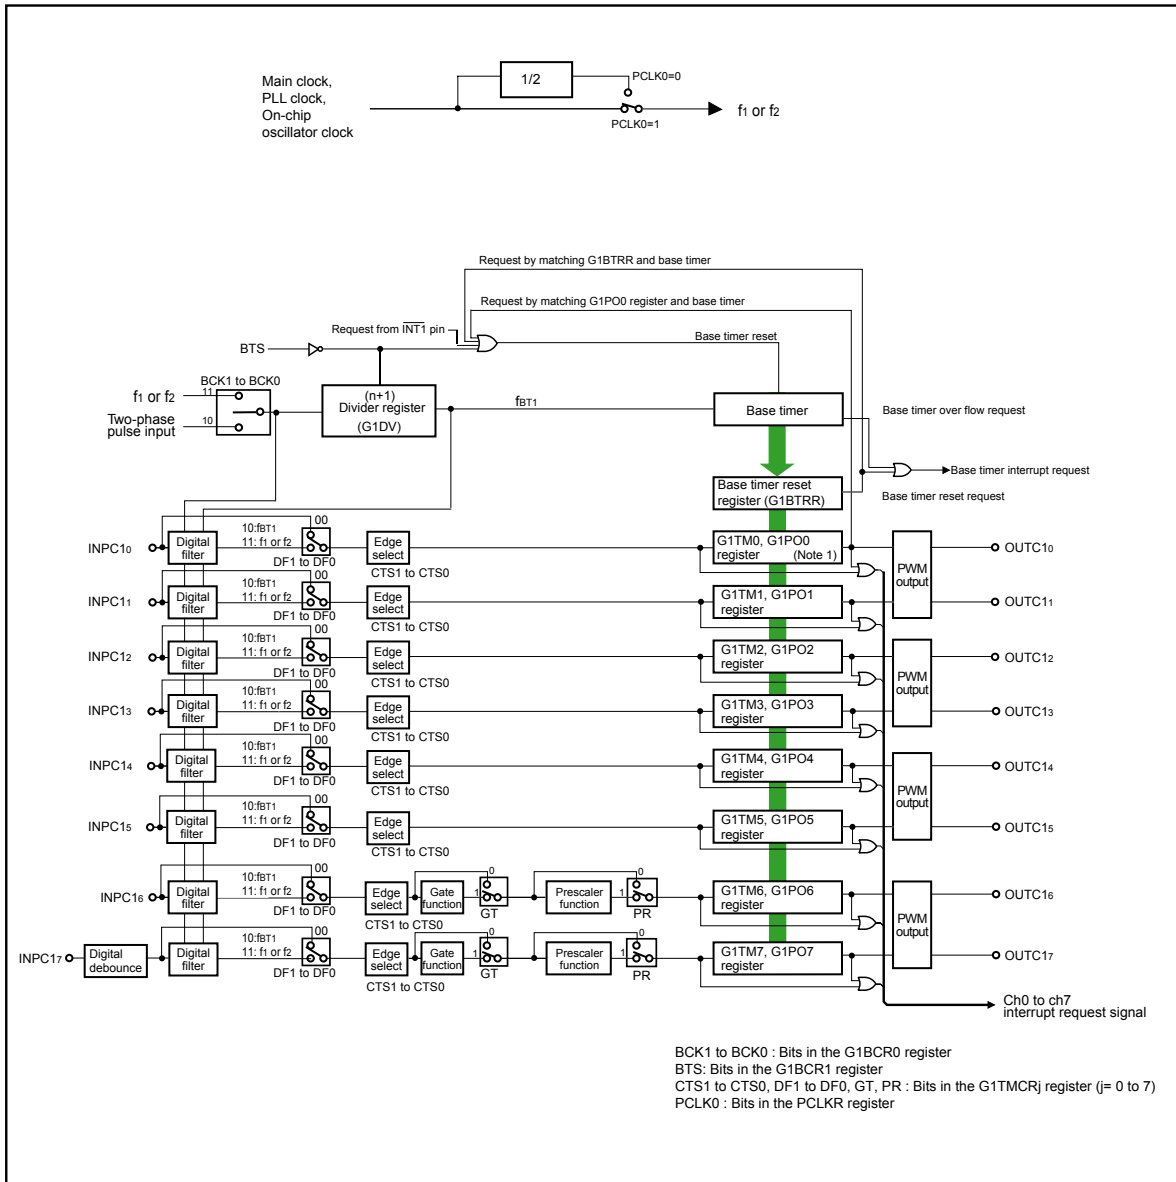 Main clock,
PLL clock,
On-chip
oscillator clock
1/2
PCLK0=0
PCLK0=1
f1 or f2
Request by matching G1BTRR and base timer
Request by matching G1PO0 register and base timer
Request from INT1 pin
BTS
Base timer reset
BCK1 to BCK0
f1 or f2
11
Two-phase
pulse input
10
(n+1)
Divider register
(G1DV)
fBT1
Base timer
Base timer over flow request
Base timer interrupt request
Base timer reset
register (G1BTRR)
Base timer reset request
INPC10
Digital
filter
10:fBT1
11: f1 or f2
00
DF1 to DF0
Edge
select
CTS1 to CTS0
G1TM0, G1PO0
register
(Note 1)
PWM
output
OUTC10
INPC11
Digital
filter
10:fBT1
11: f1 or f2
00
DF1 to DF0
Edge
select
CTS1 to CTS0
G1TM1, G1PO1
register
OUTC11
INPC12
Digital
filter
10:fBT1
11: f1 or f2
00
DF1 to DF0
Edge
select
CTS1 to CTS0
G1TM2, G1PO2
register
PWM
output
OUTC12
INPC13
Digital
filter
10:fBT1
11: f1 or f2
00
DF1 to DF0
Edge
select
CTS1 to CTS0
G1TM3, G1PO3
register
OUTC13
INPC14
Digital
filter
10:fBT1
11: f1 or f2
00
DF1 to DF0
Edge
select
CTS1 to CTS0
G1TM4, G1PO4
register
PWM
output
OUTC14
INPC15
Digital
filter
10:fBT1
11: f1 or f2
00
DF1 to DF0
Edge
select
CTS1 to CTS0
G1TM5, G1PO5
register
OUTC15
INPC16
Digital
filter
10:fBT1
11: f1 or f2
00
DF1 to DF0
Edge
select
CTS1 to CTS0
Gate
function
0
1
GT
Prescaler
function
0
1
PR
G1TM6, G1PO6
register
PWM
output
OUTC16
INPC17
Digital
debounce
Digital
filter
10:fBT1
11: f1 or f2
00
DF1 to DF0
Edge
select
CTS1 to CTS0
Gate
function
0
1
GT
Prescaler
function
0
1
PR
G1TM7, G1PO7
register
OUTC17
Ch0 to ch7
interrupt request signal
BCK1 to BCK0 : Bits in the G1BCR0 register
BTS: Bits in the G1BCR1 register
CTS1 to CTS0, DF1 to DF0, GT, PR : Bits in the G1TMCRj register (j= 0 to 7)
PCLK0 : Bits in the PCLKR register